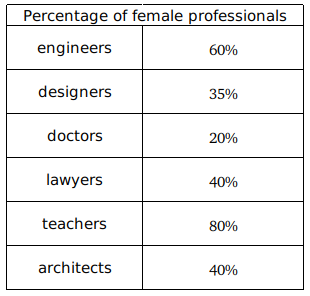 Percentage of female professionals
engineers 60%
designers 35%
doctors 20%
lawyers 40%
teachers 80%
architects 40%